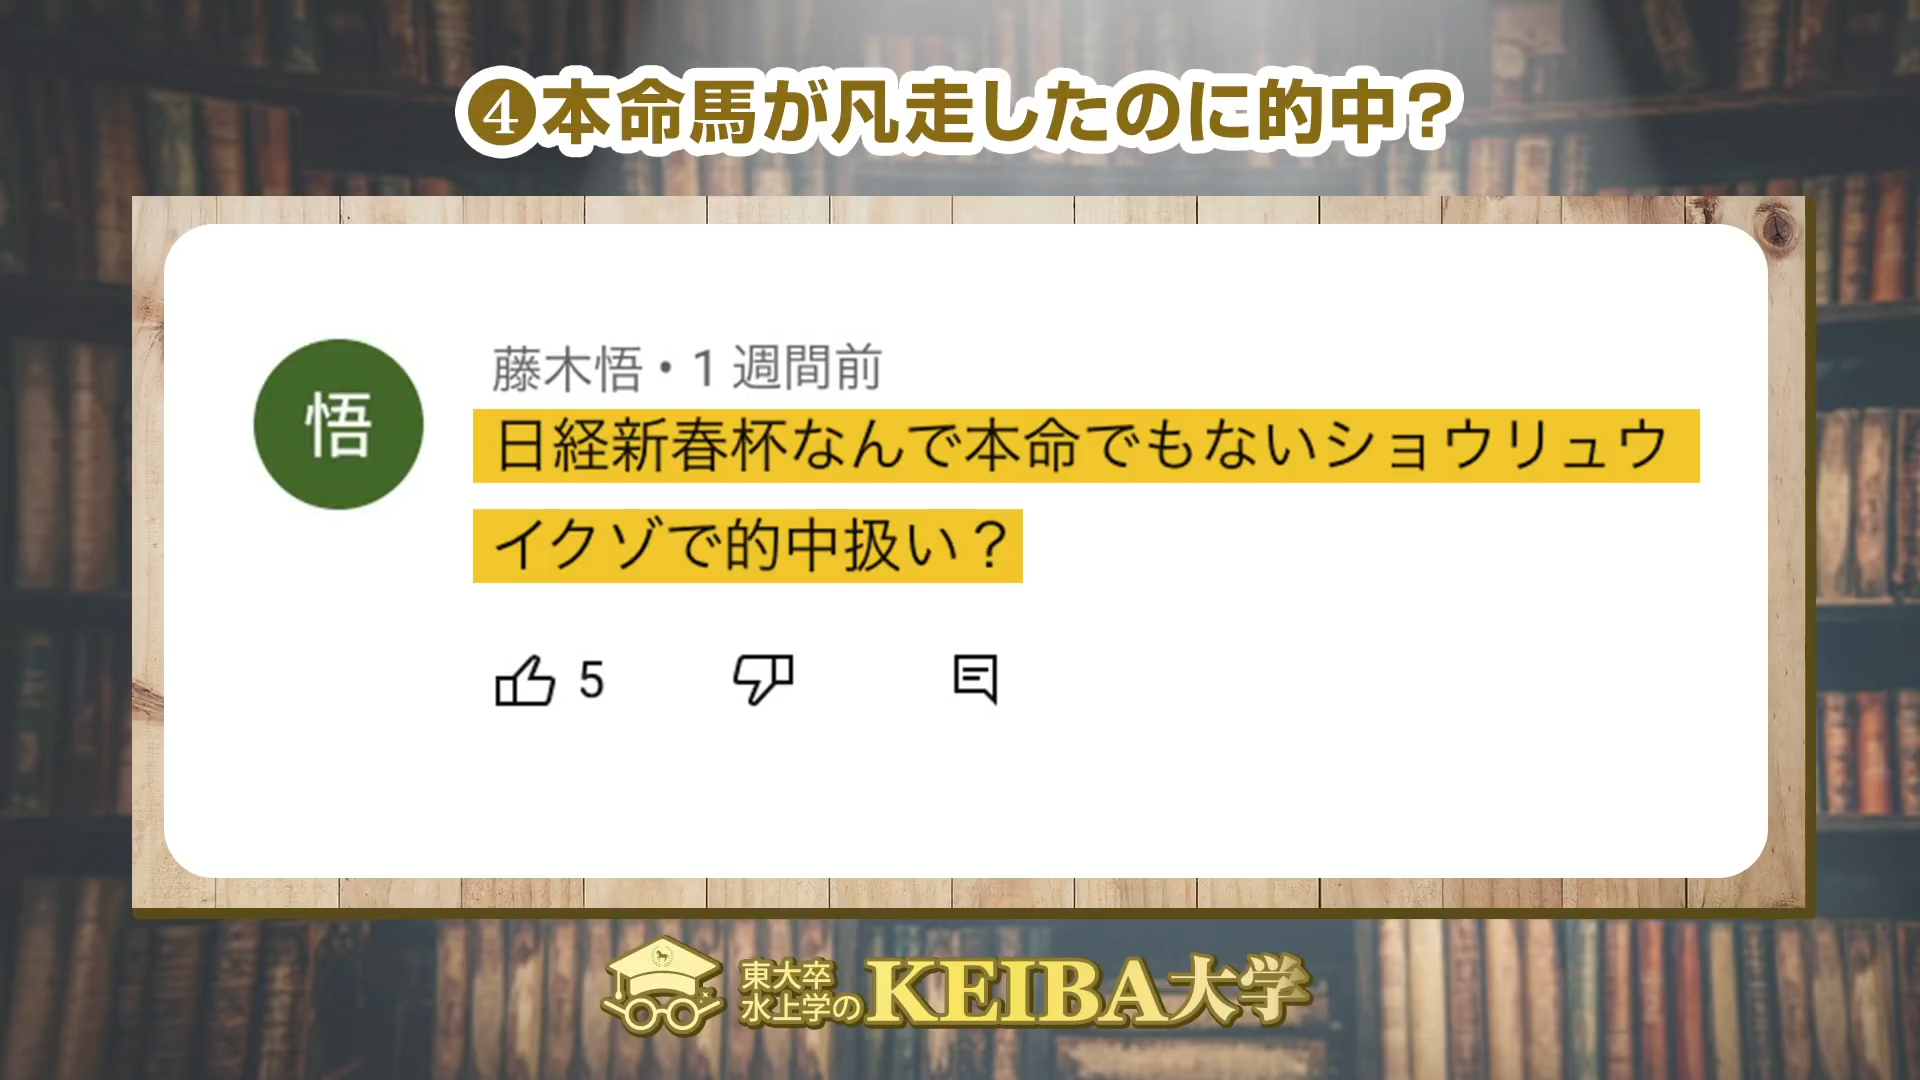 ❹本命馬が凡走したのに的中？
悟
藤木悟・1 週間前
日経新春杯なんで本命でもないショウリュウ
イクゾで的中扱い？
5
東大卒
水上学の
KEIBA大学